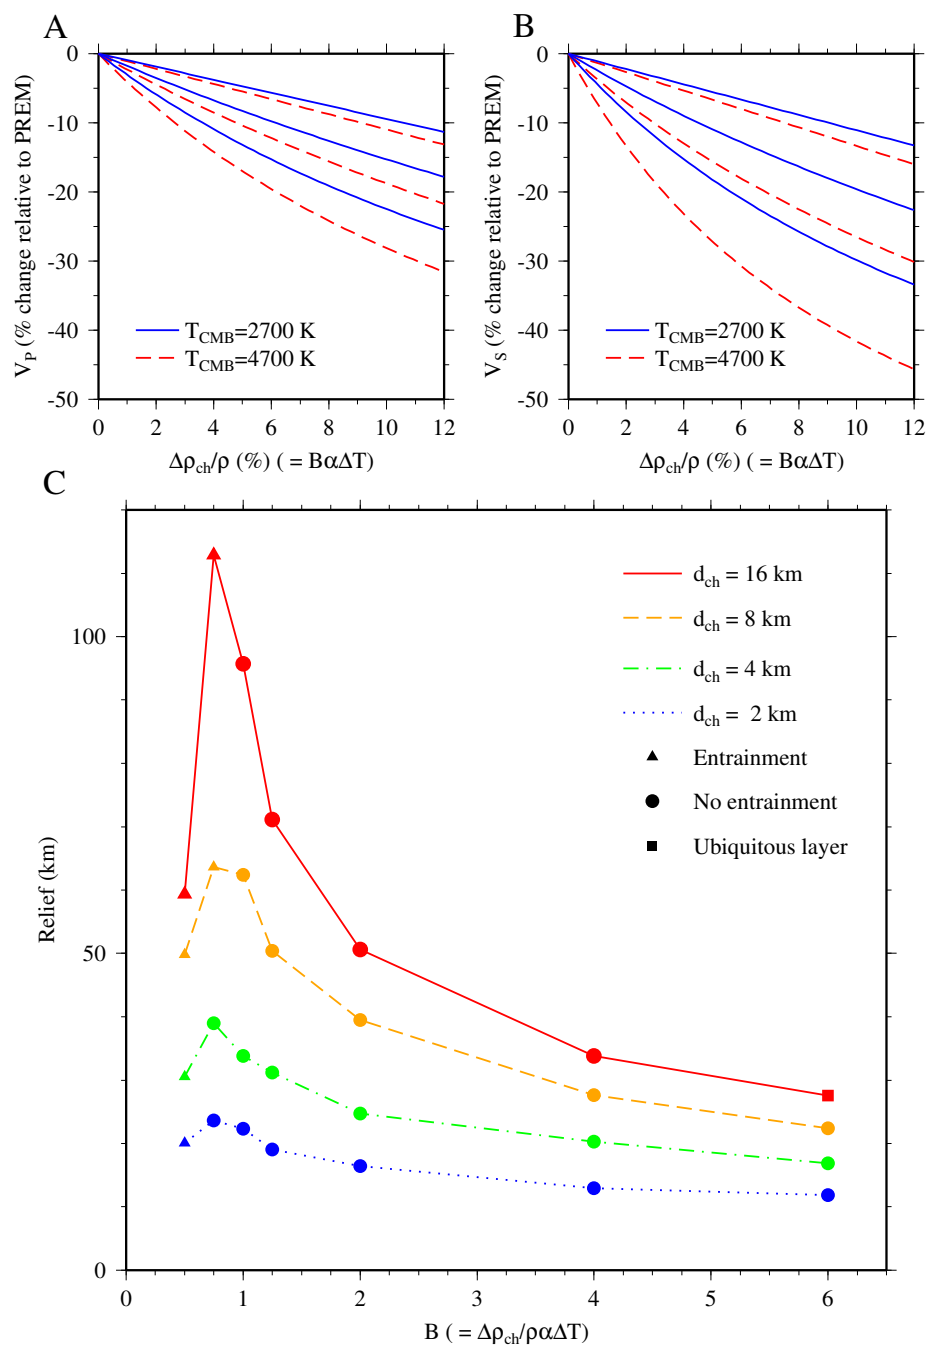 A
B
0
-10
-20
-30
-40
-50
V_P (% change relative to PREM)
T_CMB=2700 K
T_CMB=4700 K
0 2 4 6 8 10 12
Δρ_ch/ρ (%) ( = BαΔT)
0
-10
-20
-30
-40
-50
V_S (% change relative to PREM)
T_CMB=2700 K
T_CMB=4700 K
0 2 4 6 8 10 12
Δρ_ch/ρ (%) ( = BαΔT)
C
100
50
0
Relief (km)
d_ch = 16 km
d_ch = 8 km
d_ch = 4 km
d_ch = 2 km
Entrainment
No entrainment
Ubiquitous layer
0 1 2 3 4 5 6
B ( = Δρ_ch/ραΔT)